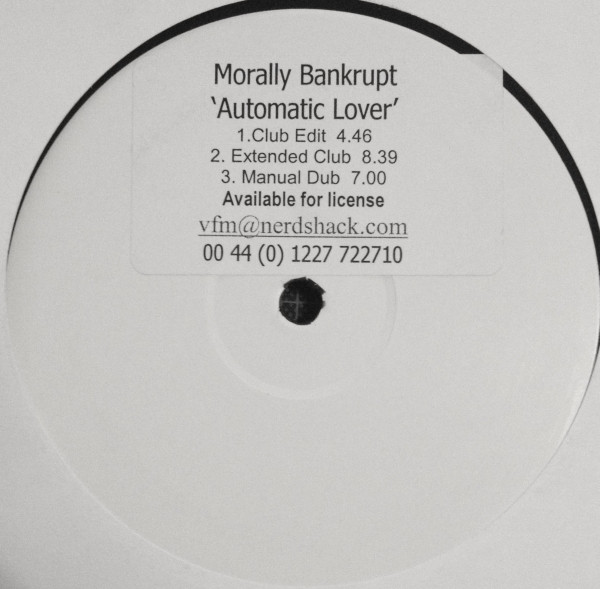 Morally Bankrupt
‘Automatic Lover’
1.Club Edit 4.46
2. Extended Club 8.39
3. Manual Dub 7.00
Available for license
vfm@nerdshack.com
00 44 (0) 1227 722710